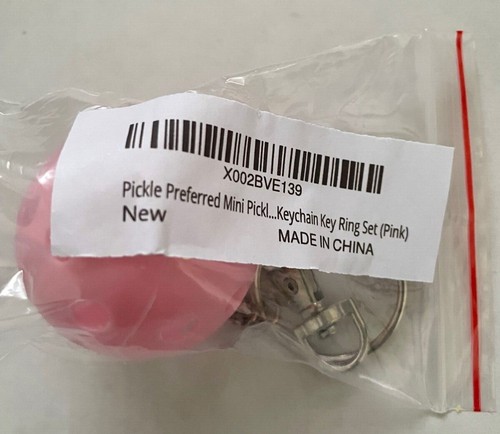 X002BVE139
Pickle Preferred Mini Pickl...Keychain Key Ring Set (Pink)
New
MADE IN CHINA